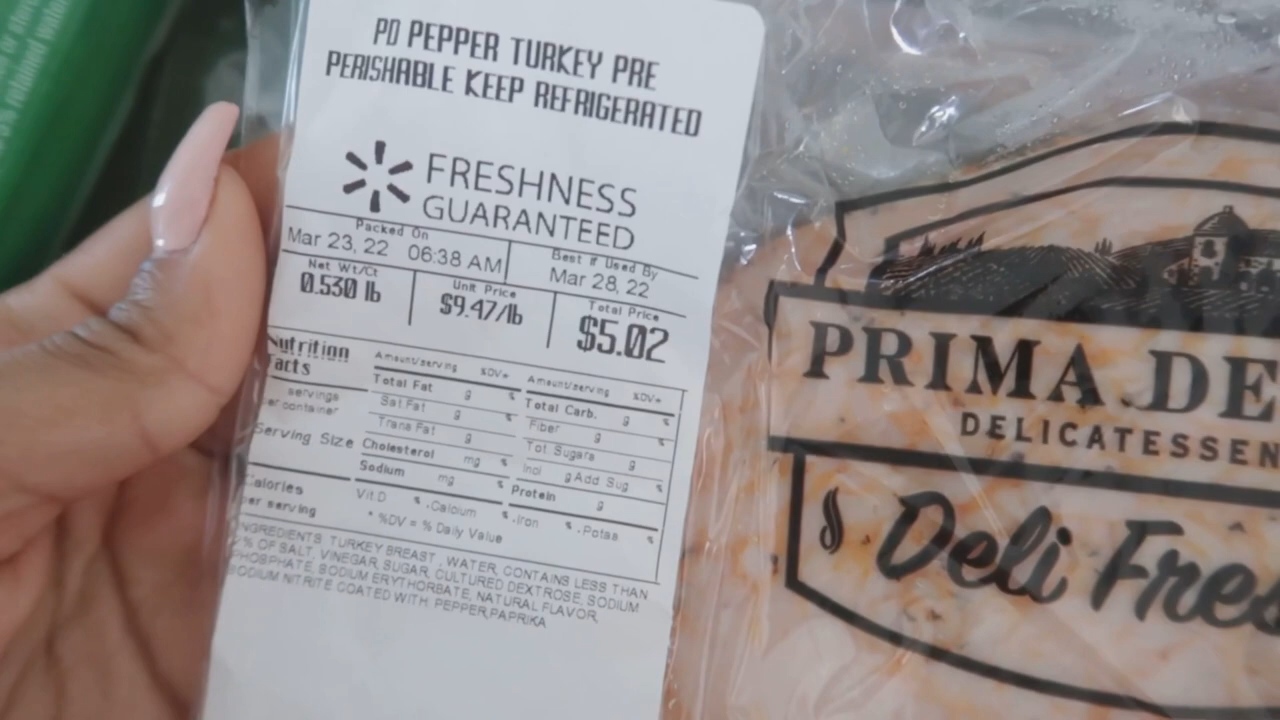 PD PEPPER TURKEY PRE
PERISHABLE KEEP REFRIGERATED
FRESHNESS
GUARANTEED
Packed On
Mar 23, 22 06:38 AM
Best if Used By
Mar 28, 22
Net Wt/Ct
0.530 lb
Unit Price
$9.47/lb
Total Price
$5.02
Nutrition
Facts
servings
per container
Serving Size
Calories
per serving
Amount/serving %DV*
Total Fat g %
Sat.Fat g %
Trans.Fat g
Cholesterol mg %
Sodium mg %
Amount/serving %DV*
Total Carb. g %
Fiber g %
Tot. Sugars g
Incl g Add Sug %
Protein g
Vit.D % .Calcium % .Iron % .Potas %
* %DV = % Daily Value
INGREDIENTS: TURKEY BREAST, WATER, CONTAINS LESS THAN
% OF SALT, VINEGAR, SUGAR, CULTURED DEXTROSE, SODIUM
PHOSPHATE, SODIUM ERYTHORBATE, NATURAL FLAVOR,
SODIUM NITRITE COATED WITH: PEPPER,PAPRIKA
PRIMA DE
DELICATESSEN
Deli Fres
retained water